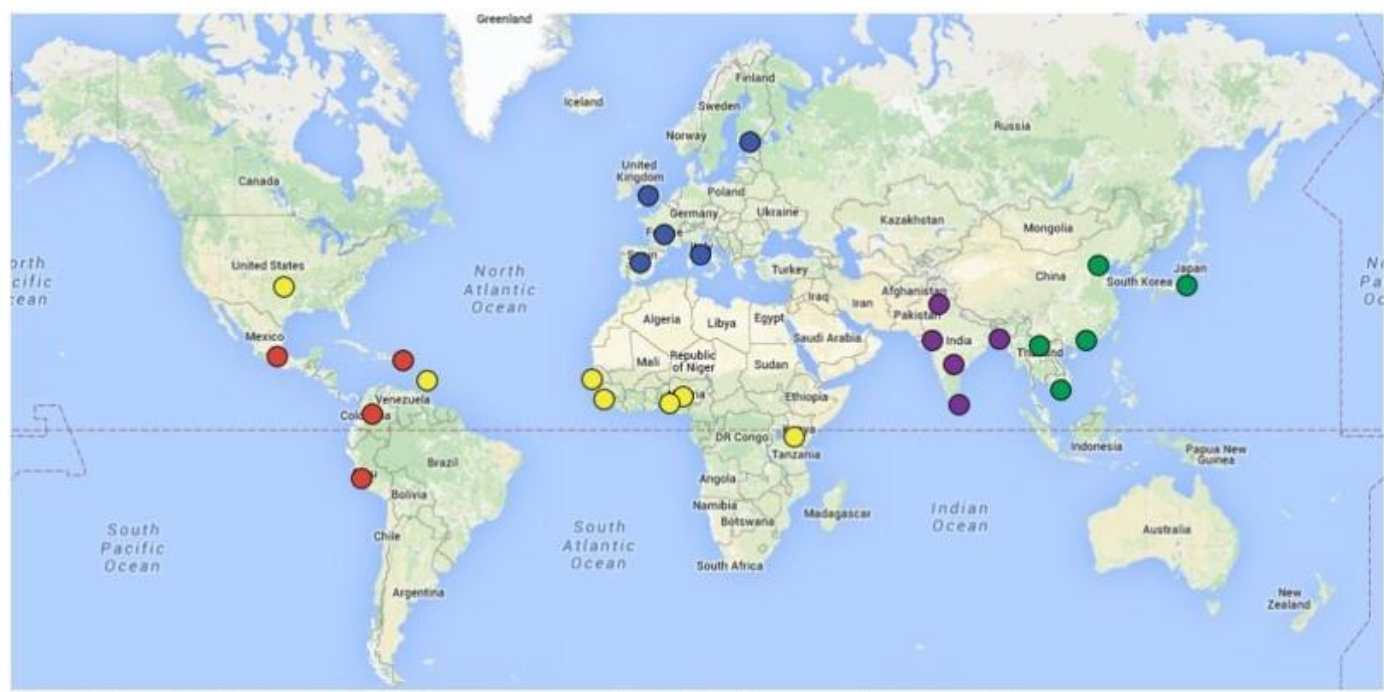 Greenland
Iceland
Finland
Sweden
Norway
Russia
United
Kingdom
Canada
Poland
Germany
Ukraine
Kazakhstan
Mongolia
United States
North
Atlantic
Ocean
Turkey
China
South Korea
Japan
Afghanistan
Iraq
Iran
Pakistan
Algeria
Libya
Egypt
Saudi Arabia
India
Mexico
Mali
Republic
of Niger
Sudan
Venezuela
Ethiopia
DR Congo
Tanzania
Indonesia
Papua New
Guinea
Brazil
Angola
Bolivia
Namibia
Botswana
Madagascar
Indian
Ocean
South
Pacific
Ocean
South
Atlantic
Ocean
Chile
Australia
South Africa
Argentina
New
Zealand